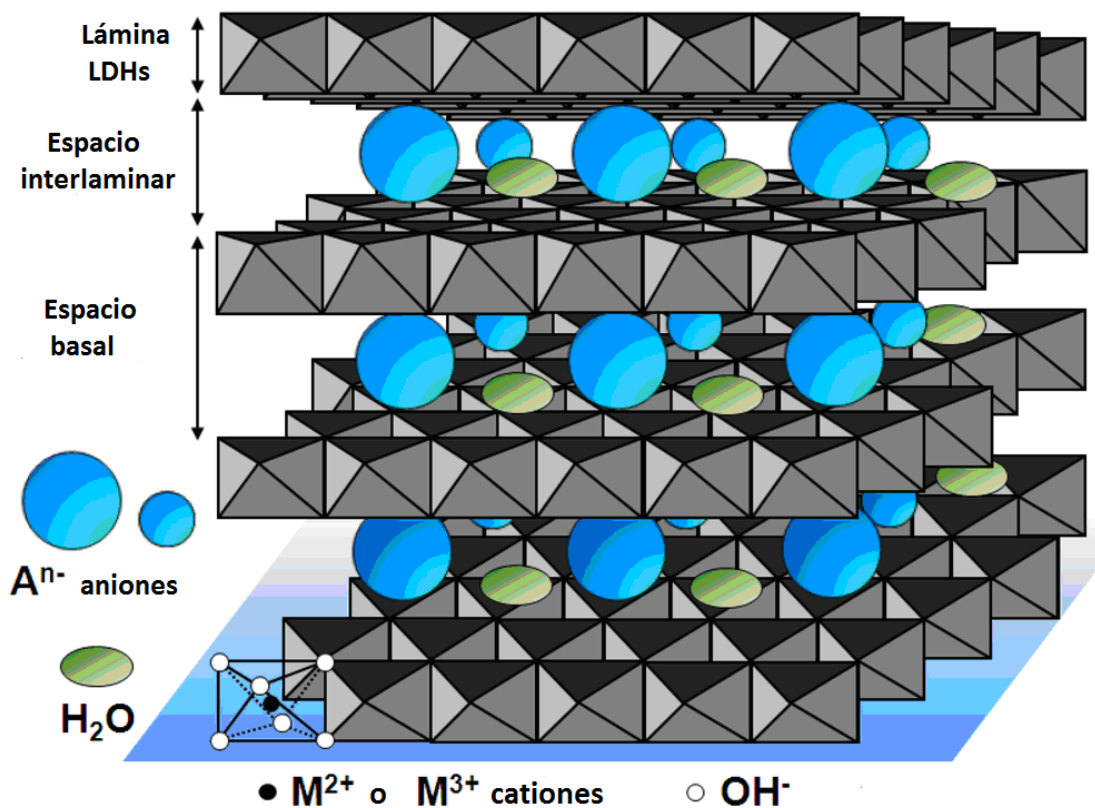 Lámina
LDHs
Espacio
interlaminar
Espacio
basal
Aⁿ⁻ aniones
H₂O
M²⁺ o M³⁺ cationes
OH⁻